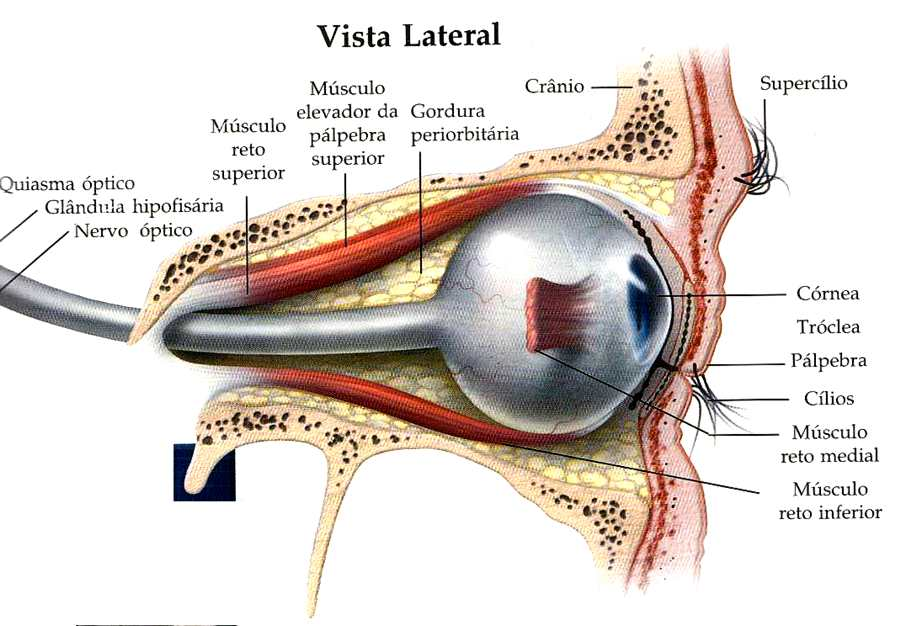 Vista Lateral
Crânio
Supercílio
Músculo
elevador da
pálpebra
superior
Gordura
periorbitária
Músculo
reto
superior
Quiasma óptico
Glândula hipofisária
Nervo óptico
Córnea
Tróclea
Pálpebra
Cílios
Músculo
reto medial
Músculo
reto inferior